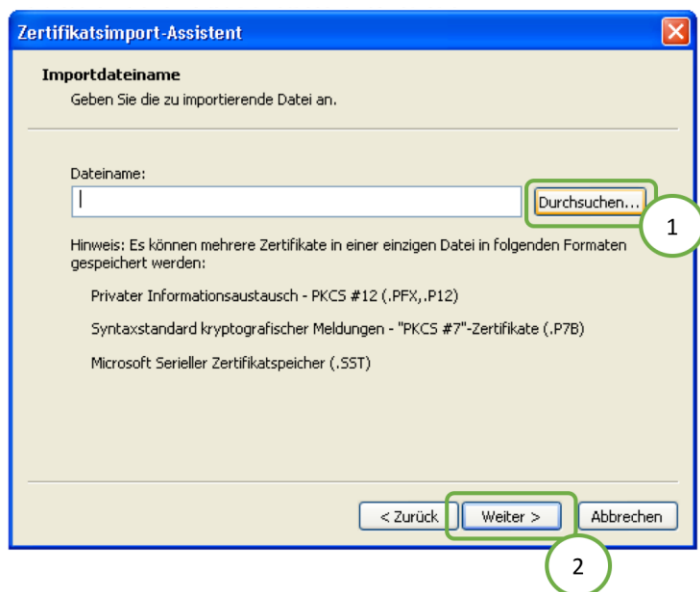 Zertifikatsimport-Assistent
Importdateiname
Geben Sie die zu importierende Datei an.
Dateiname:
Durchsuchen...
1
Hinweis: Es können mehrere Zertifikate in einer einzigen Datei in folgenden Formaten
gespeichert werden:
Privater Informationsaustausch - PKCS #12 (.PFX,.P12)
Syntaxstandard kryptografischer Meldungen - "PKCS #7"-Zertifikate (.P7B)
Microsoft Serieller Zertifikatspeicher (.SST)
< Zurück Weiter > Abbrechen
2